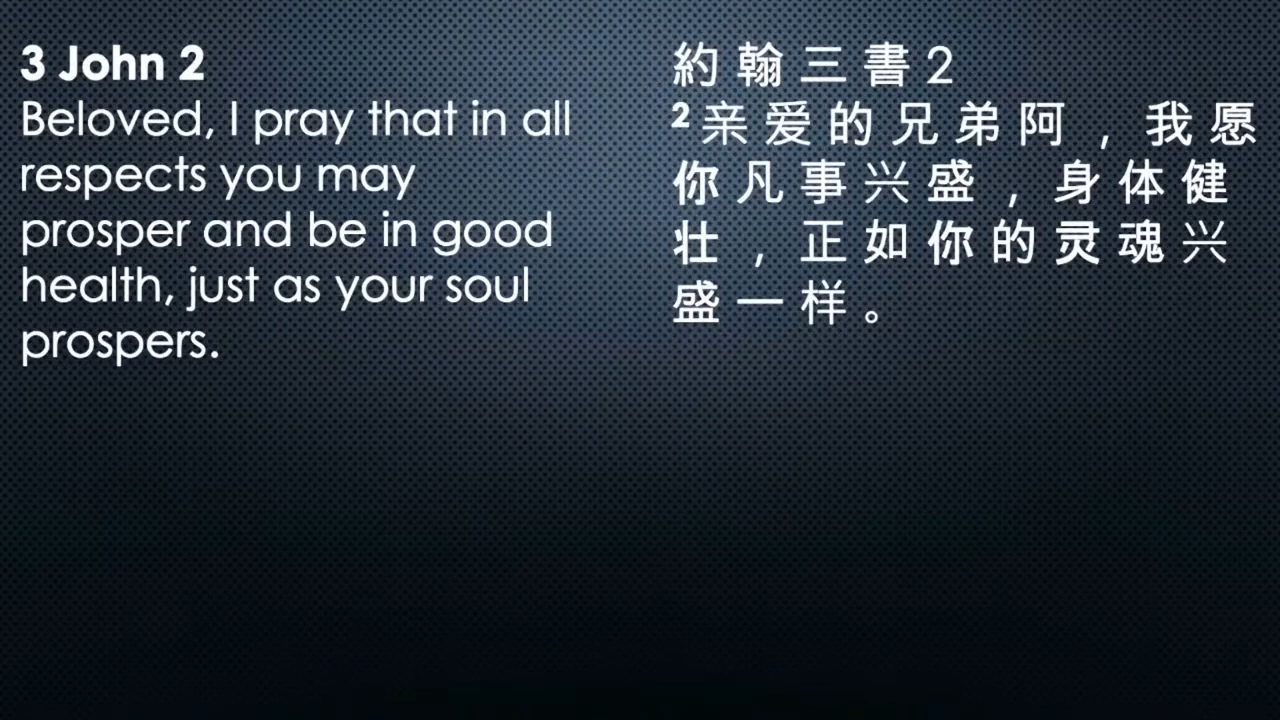 3 John 2
Beloved, I pray that in all
respects you may
prosper and be in good
health, just as your soul
prospers.
約翰三書2
²亲爱的兄弟阿，我愿
你凡事兴盛，身体健
壮，正如你的灵魂兴
盛一样。